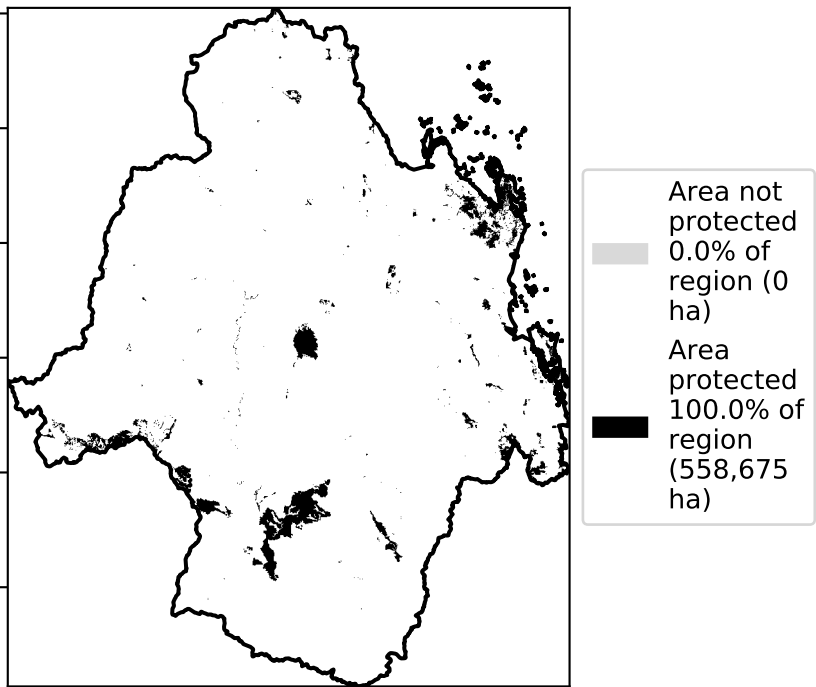 Area not
protected
0.0% of
region (0
ha)
Area
protected
100.0% of
region
(558,675
ha)